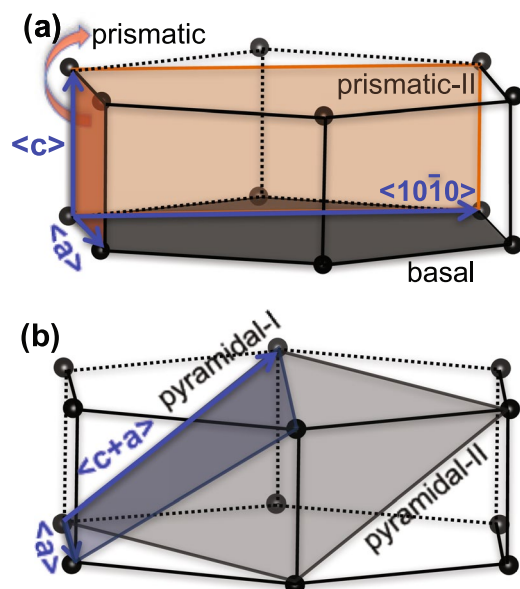 (a)
prismatic
prismatic-II
<c>
<101̄0>
<a>
basal
(b)
pyramidal-I
<c+a>
pyramidal-II
<a>